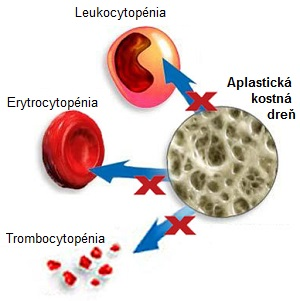 Leukocytopénia
Erytrocytopénia
Aplastická
kostná
dreň
Trombocytopénia